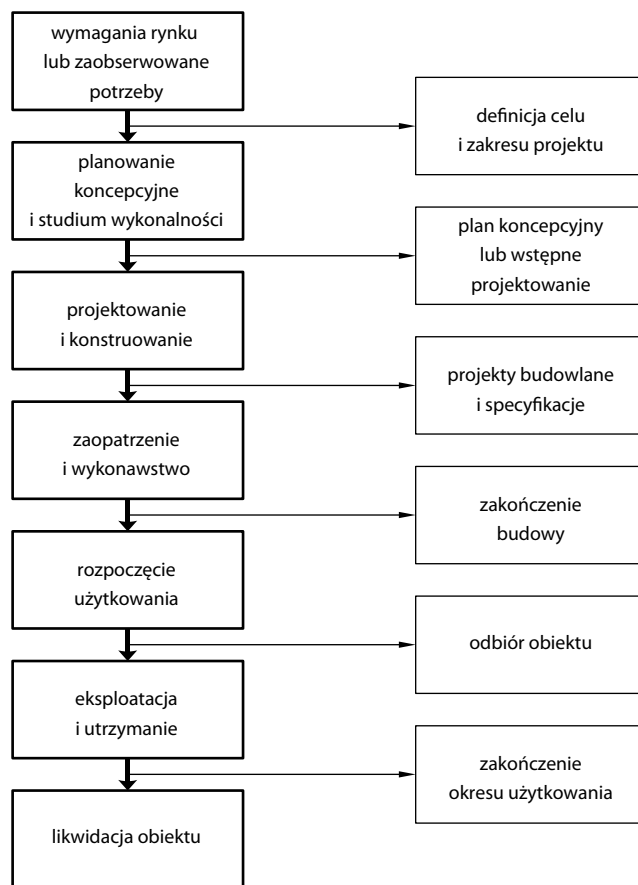 wymagania rynku
lub zaobserwowane
potrzeby
definicja celu
i zakresu projektu
planowanie
koncepcyjne
i studium wykonalności
plan koncepcyjny
lub wstępne
projektowanie
projektowanie
i konstruowanie
projekty budowlane
i specyfikacje
zaopatrzenie
i wykonawstwo
zakończenie
budowy
rozpoczęcie
użytkowania
odbiór obiektu
eksploatacja
i utrzymanie
zakończenie
okresu użytkowania
likwidacja obiektu